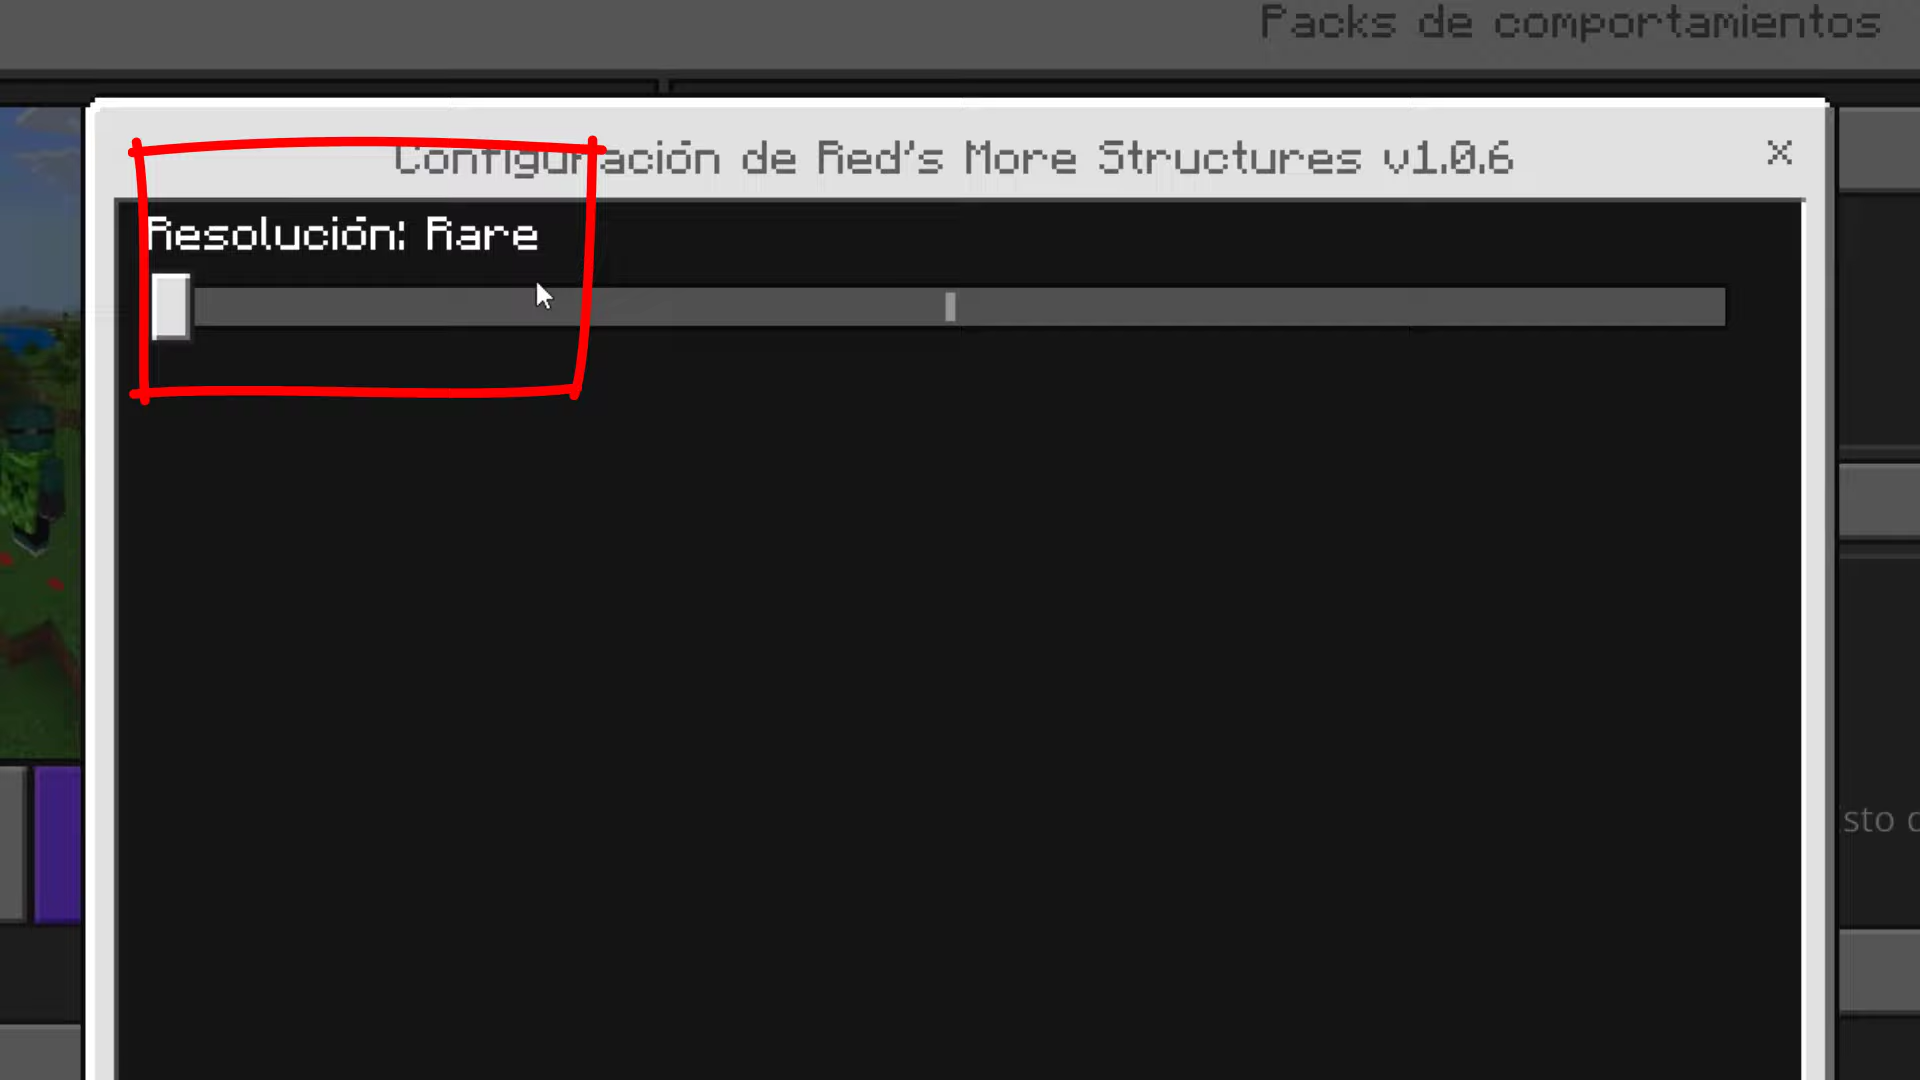 Packs de comportamientos
Configuración de Red's More Structures v1.0.6
Resolución: Rare
sto